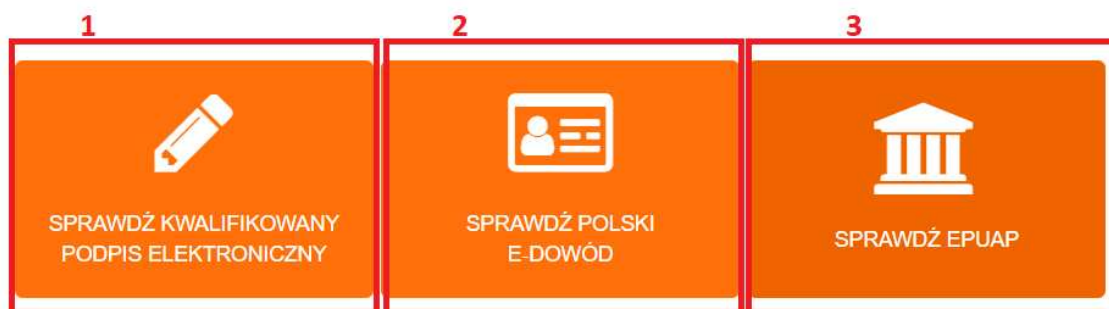 1
2
3
SPRAWDŹ KWALIFIKOWANY
PODPIS ELEKTRONICZNY
SPRAWDŹ POLSKI
E-DOWÓD
SPRAWDŹ EPUAP